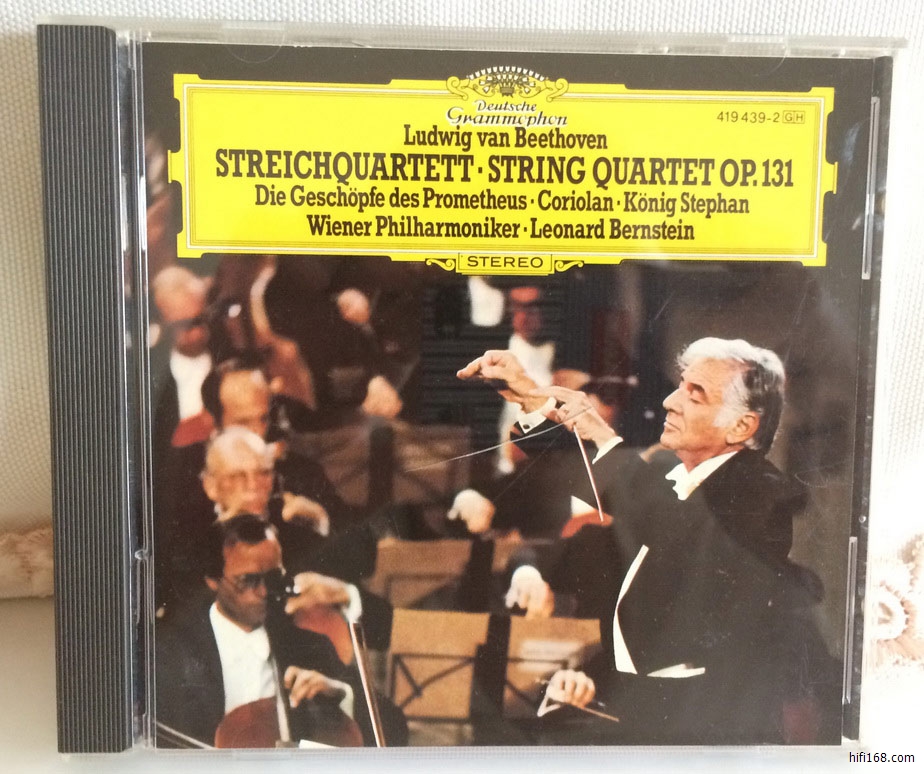 Deutsche
Grammophon
419 439-2 GH
Ludwig van Beethoven
STREICHQUARTETT · STRING QUARTET OP. 131
Die Geschöpfe des Prometheus · Coriolan · König Stephan
Wiener Philharmoniker · Leonard Bernstein
STEREO
hifi168.com